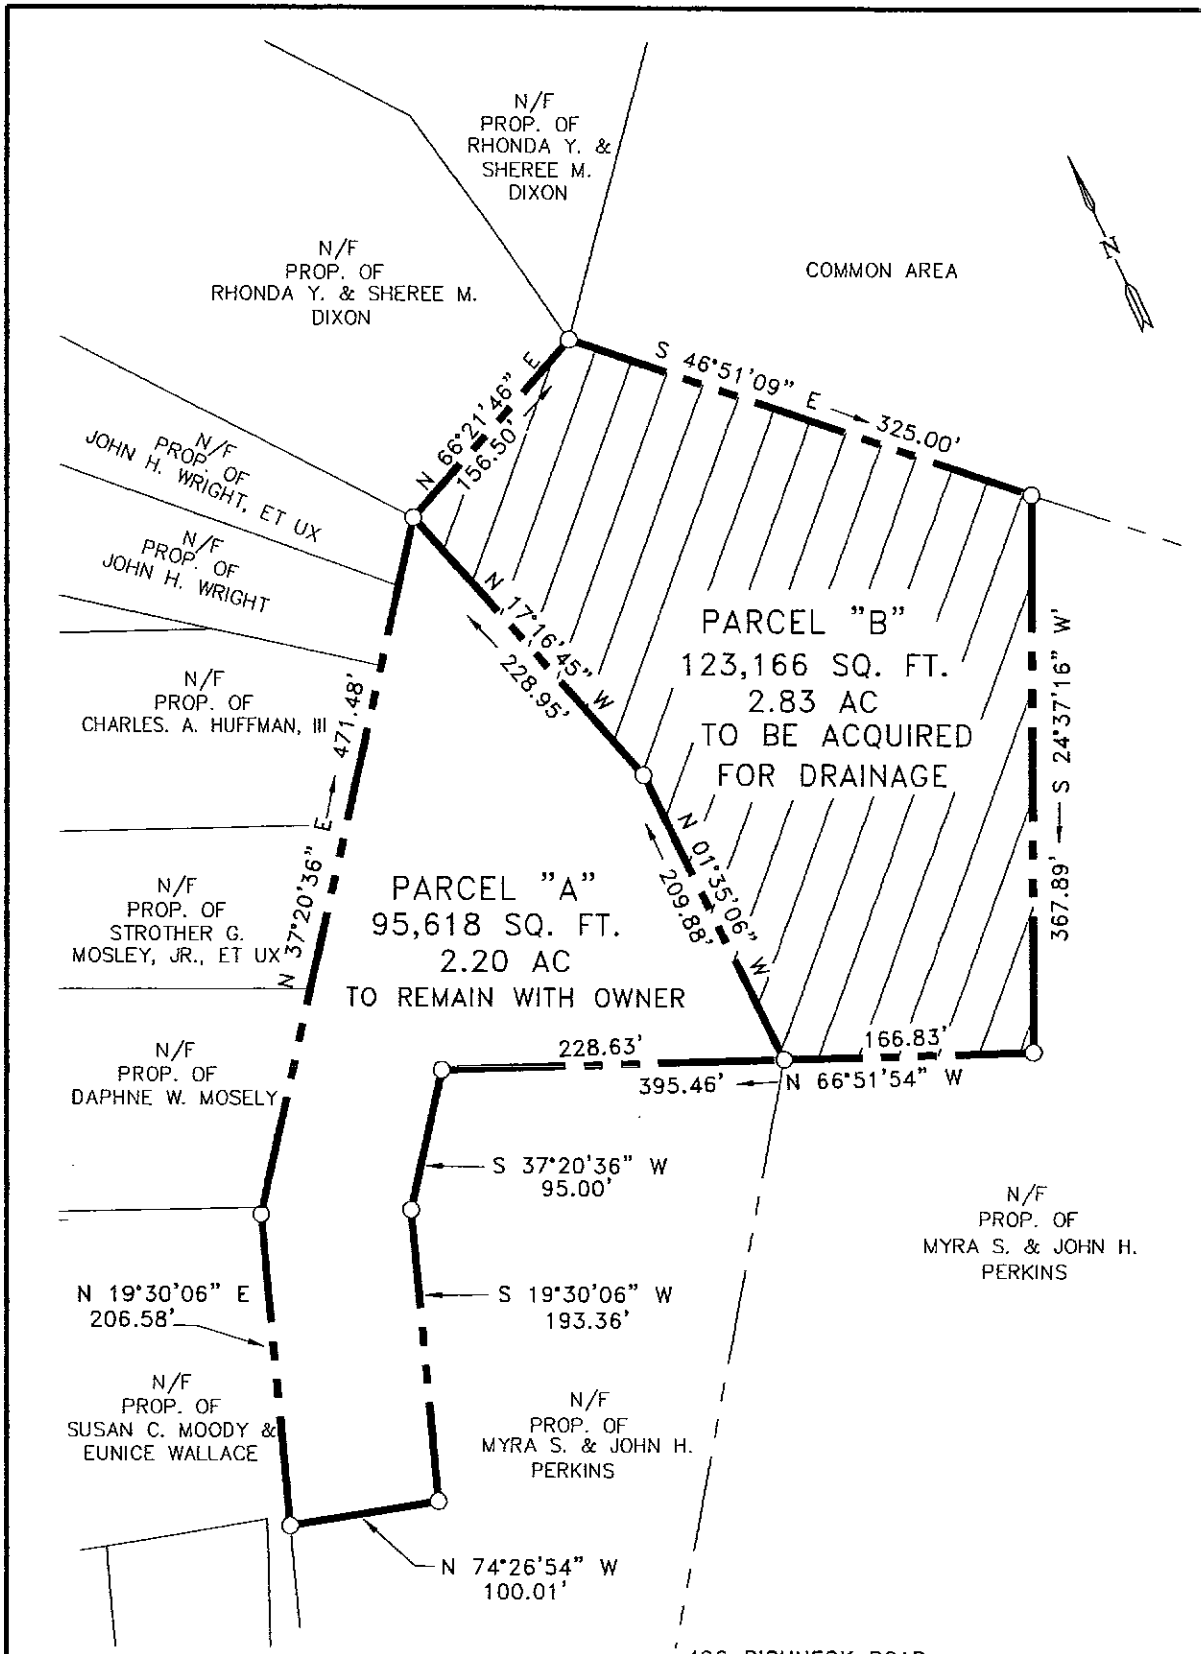 N/F
PROP. OF
RHONDA Y. &
SHEREE M.
DIXON
N/F
PROP. OF
RHONDA Y. & SHEREE M.
DIXON
COMMON AREA
N
N 66°21'46" E
156.50'
S 46°51'09" E
325.00'
N/F
PROP. OF
JOHN H. WRIGHT, ET UX
N/F
PROP. OF
JOHN H. WRIGHT
N 17°16'45" W
228.95'
PARCEL "B"
123,166 SQ. FT.
2.83 AC
TO BE ACQUIRED
FOR DRAINAGE
S 24°37'16" W'
367.89'
N/F
PROP. OF
CHARLES. A. HUFFMAN, III
N 37°20'36" E
471.48'
N 01°35'06" W
209.88'
N/F
PROP. OF
STROTHER G.
MOSLEY, JR., ET UX
PARCEL "A"
95,618 SQ. FT.
2.20 AC
TO REMAIN WITH OWNER
228.63'
166.83'
395.46'
N 66°51'54" W
N/F
PROP. OF
DAPHNE W. MOSELY
S 37°20'36" W
95.00'
N/F
PROP. OF
MYRA S. & JOHN H.
PERKINS
N 19°30'06" E
206.58'
S 19°30'06" W
193.36'
N/F
PROP. OF
SUSAN C. MOODY &
EUNICE WALLACE
N/F
PROP. OF
MYRA S. & JOHN H.
PERKINS
N 74°26'54" W
100.01'